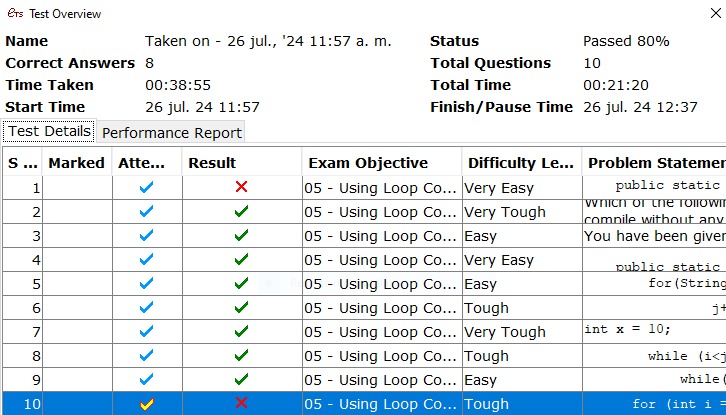 eTS Test Overview
Name Taken on - 26 jul., '24 11:57 a. m. Status Passed 80%
Correct Answers 8 Total Questions 10
Time Taken 00:38:55 Total Time 00:21:20
Start Time 26 jul. 24 11:57 Finish/Pause Time 26 jul. 24 12:37
Test Details Performance Report
S ... Marked Atte... Result Exam Objective Difficulty Le... Problem Statemen
1 05 - Using Loop Co... Very Easy public static
2 05 - Using Loop Co... Very Tough Which of the followin
compile without any
3 05 - Using Loop Co... Easy You have been given
4 05 - Using Loop Co... Very Easy public static
5 05 - Using Loop Co... Easy for(String
6 05 - Using Loop Co... Tough j+
7 05 - Using Loop Co... Very Tough int x = 10;
8 05 - Using Loop Co... Tough while (i<j
9 05 - Using Loop Co... Easy while(
10 05 - Using Loop Co... Tough for (int i =